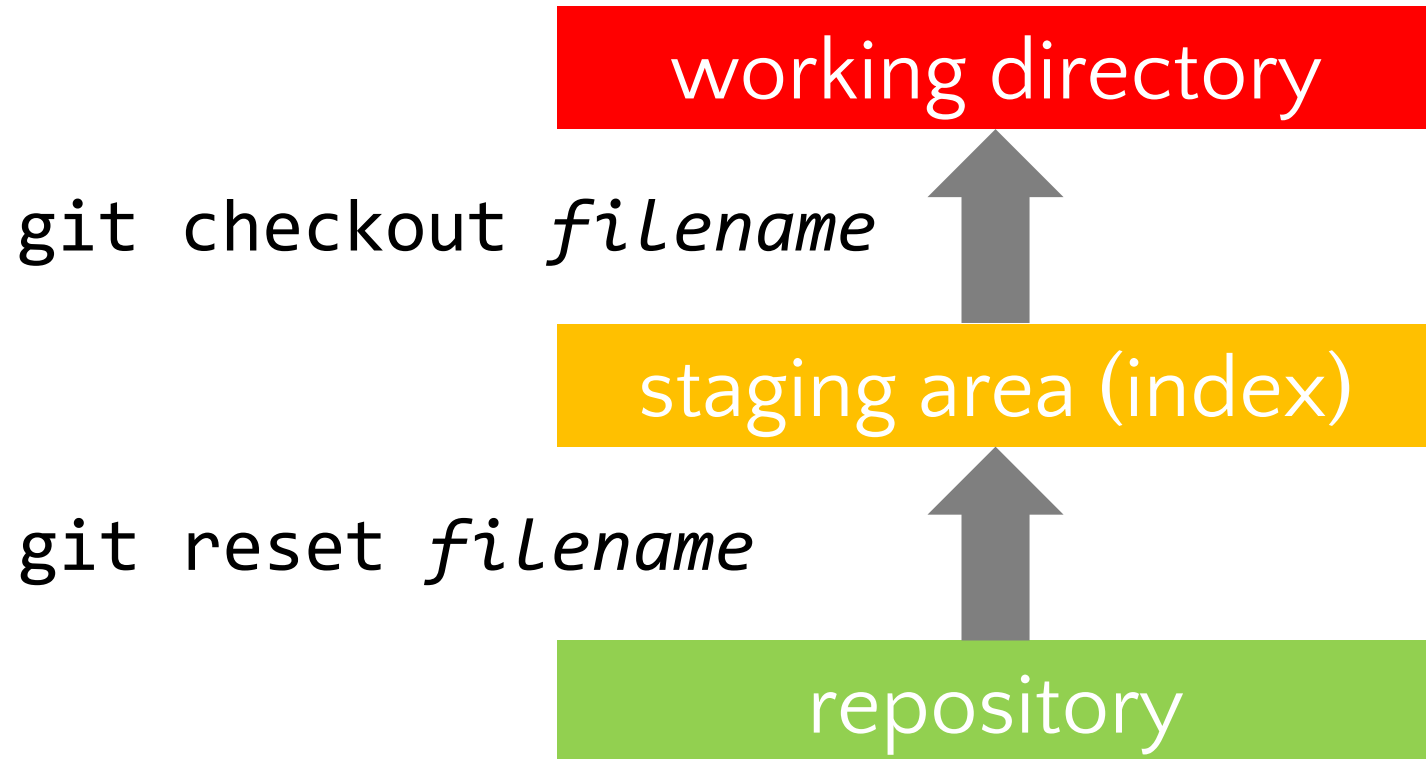 working directory
git checkout filename
staging area (index)
git reset filename
repository